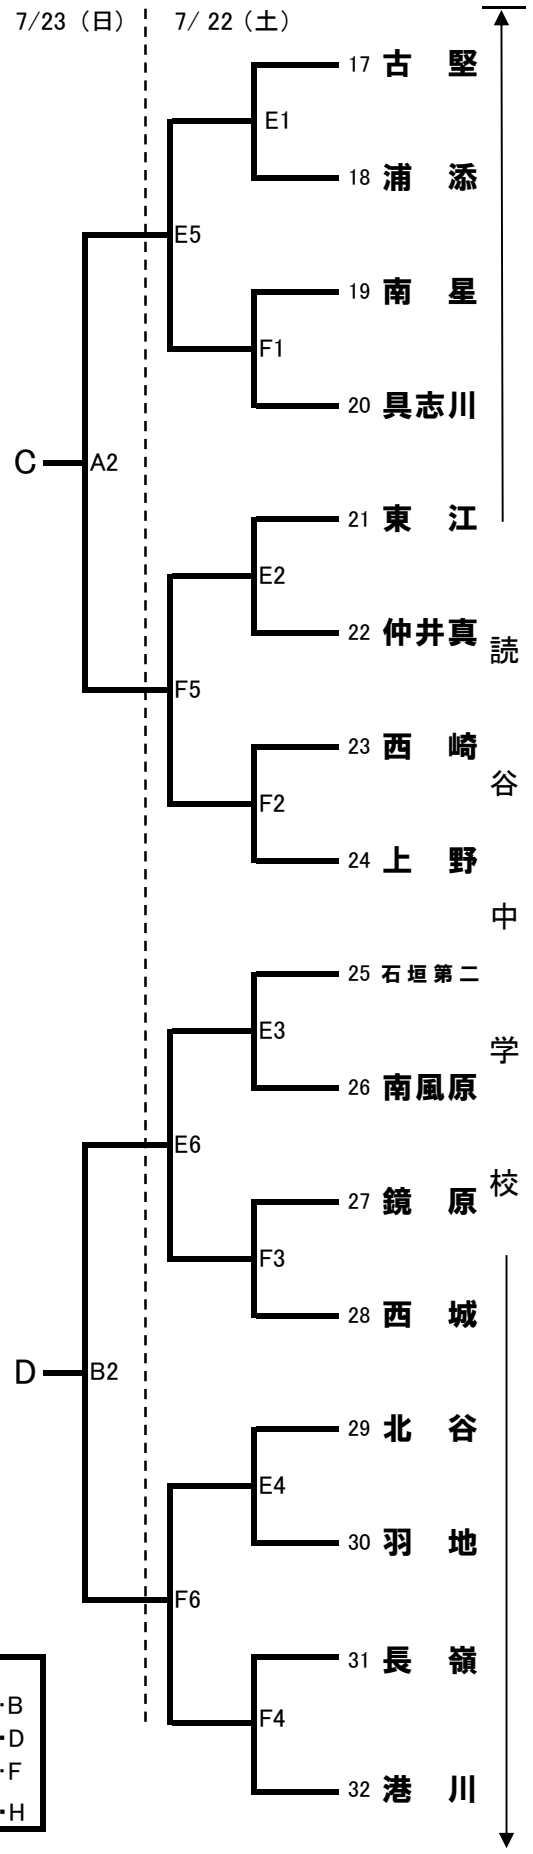 7/23（日） 7/22（土）
17 古堅
E1
18 浦添
E5
19 南星
F1
20 具志川
C A2
21 東江
E2
22 仲井真
F5
23 西崎
F2
24 上野
25 石垣第二
E3
26 南風原
E6
27 鏡原
F3
28 西城
D B2
29 北谷
E4
30 羽地
F6
31 長嶺
F4
32 港川
読谷中学校
・B
・D
・F
・H